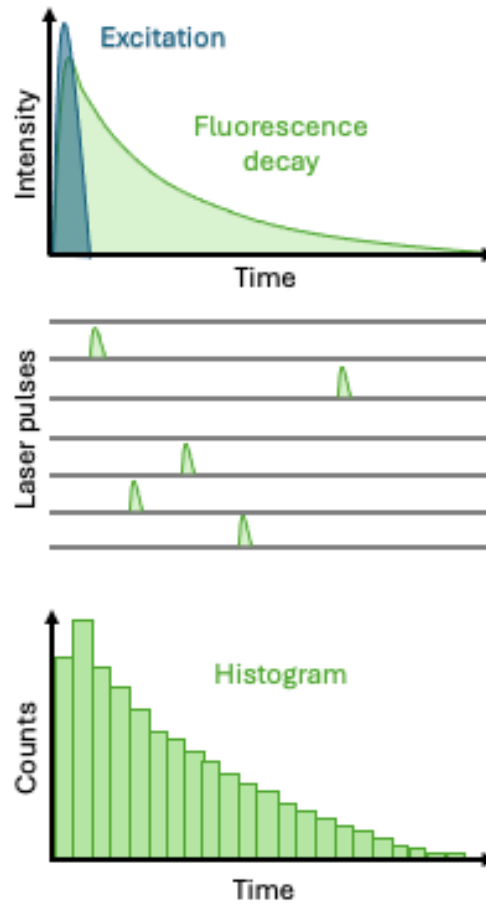 Excitation
Fluorescence
decay
Intensity
Time
Laser pulses
Histogram
Counts
Time